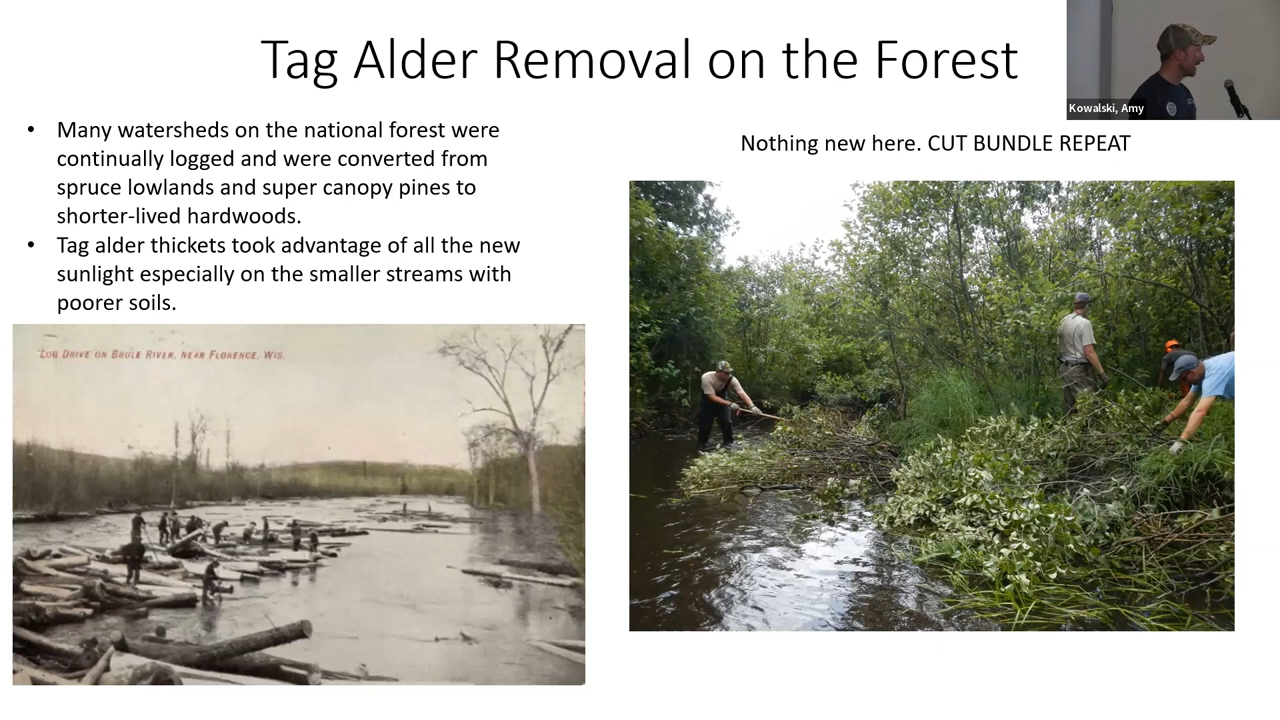 Tag Alder Removal on the Forest
Kowalski, Amy
• Many watersheds on the national forest were
continually logged and were converted from
spruce lowlands and super canopy pines to
shorter-lived hardwoods.
• Tag alder thickets took advantage of all the new
sunlight especially on the smaller streams with
poorer soils.
Nothing new here. CUT BUNDLE REPEAT
LOG DRIVE ON BRULE RIVER, NEAR FLORENCE, WIS.